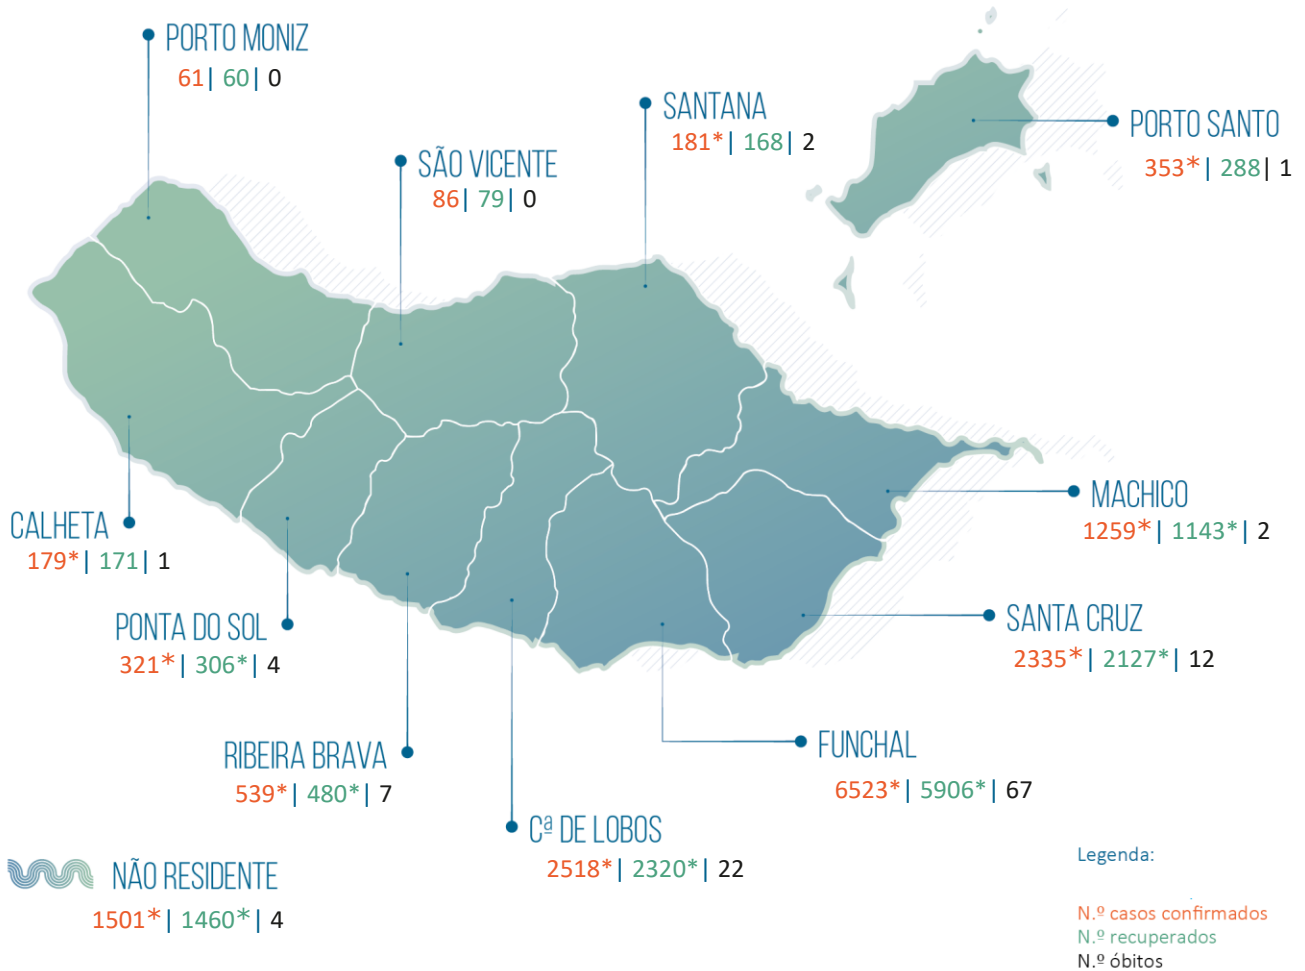 PORTO MONIZ
61| 60| 0
SANTANA
181*| 168| 2
PORTO SANTO
353*| 288| 1
SÃO VICENTE
86| 79| 0
MACHICO
1259*| 1143*| 2
CALHETA
179*| 171| 1
PONTA DO SOL
321*| 306*| 4
SANTA CRUZ
2335*| 2127*| 12
RIBEIRA BRAVA
539*| 480*| 7
FUNCHAL
6523*| 5906*| 67
Cª DE LOBOS
2518*| 2320*| 22
NÃO RESIDENTE
1501*| 1460*| 4
Legenda:
N.º casos confirmados
N.º recuperados
N.º óbitos